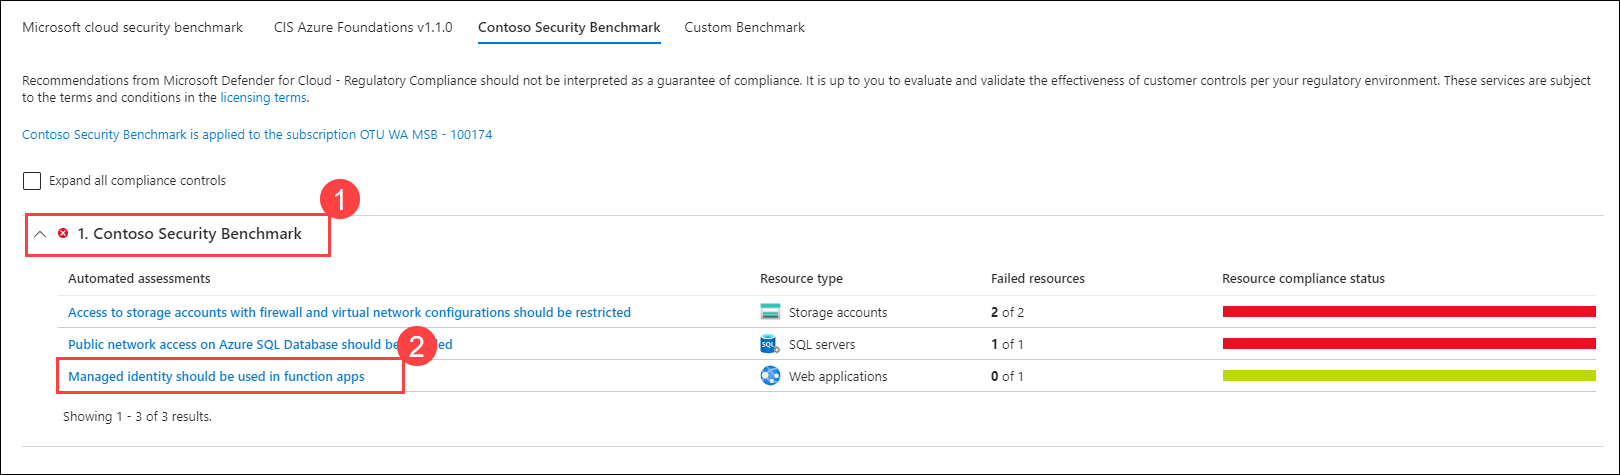 Microsoft cloud security benchmark CIS Azure Foundations v1.1.0 Contoso Security Benchmark Custom Benchmark
Recommendations from Microsoft Defender for Cloud - Regulatory Compliance should not be interpreted as a guarantee of compliance. It is up to you to evaluate and validate the effectiveness of customer controls per your regulatory environment. These services are subject
to the terms and conditions in the licensing terms.
Contoso Security Benchmark is applied to the subscription OTU WA MSB - 100174
Expand all compliance controls
1
1. Contoso Security Benchmark
Automated assessments Resource type Failed resources Resource compliance status
Access to storage accounts with firewall and virtual network configurations should be restricted Storage accounts 2 of 2
Public network access on Azure SQL Database should be SQL SQL servers 1 of 1
2
Managed identity should be used in function apps Web applications 0 of 1
Showing 1 - 3 of 3 results.